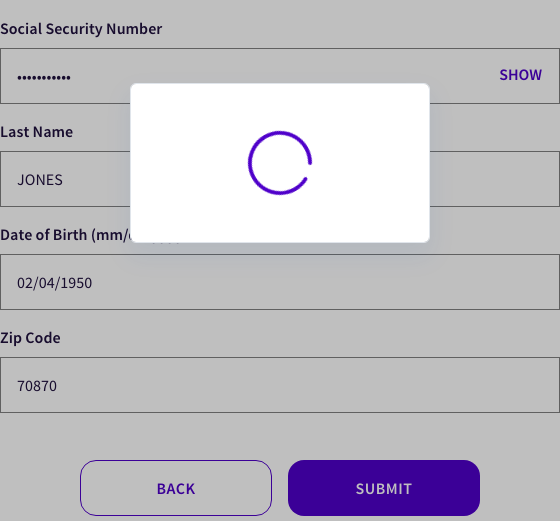 Social Security Number
•••••••••••
SHOW
Last Name
JONES
Date of Birth (mm/
02/04/1950
Zip Code
70870
BACK
SUBMIT